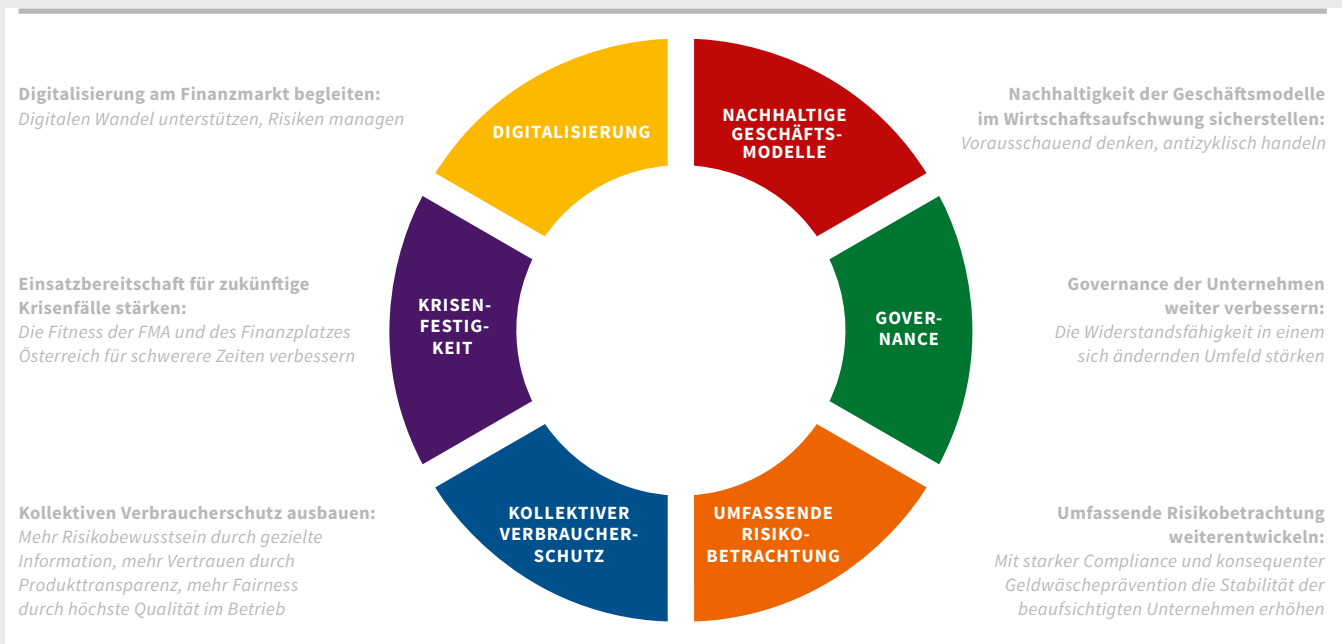 Digitalisierung am Finanzmarkt begleiten:
Digitalen Wandel unterstützen, Risiken managen
DIGITALISIERUNG
NACHHALTIGE
GESCHÄFTS-
MODELLE
Nachhaltigkeit der Geschäftsmodelle
im Wirtschaftsaufschwung sicherstellen:
Vorausschauend denken, antizyklisch handeln
Einsatzbereitschaft für zukünftige
Krisenfälle stärken:
Die Fitness der FMA und des Finanzplatzes
Österreich für schwerere Zeiten verbessern
KRISEN-
FESTIG-
KEIT
GOVER-
NANCE
Governance der Unternehmen
weiter verbessern:
Die Widerstandsfähigkeit in einem
sich ändernden Umfeld stärken
Kollektiven Verbraucherschutz ausbauen:
Mehr Risikobewusstsein durch gezielte
Information, mehr Vertrauen durch
Produkttransparenz, mehr Fairness
durch höchste Qualität im Betrieb
KOLLEKTIVER
VERBRAUCHER-
SCHUTZ
UMFASSENDE
RISIKO-
BETRACHTUNG
Umfassende Risikobetrachtung
weiterentwickeln:
Mit starker Compliance und konsequenter
Geldwäscheprävention die Stabilität der
beaufsichtigten Unternehmen erhöhen